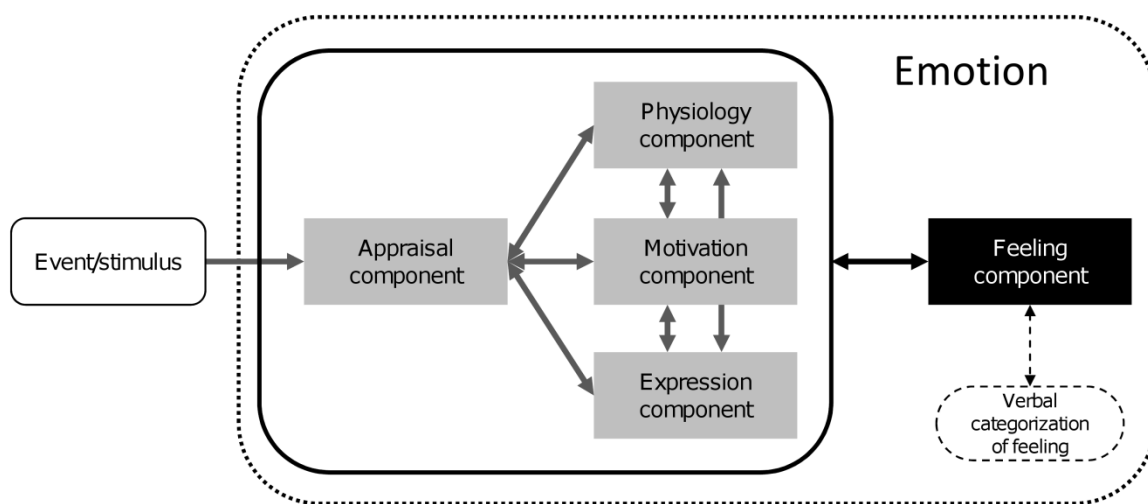 Emotion
Physiology
component
Event/stimulus
Appraisal
component
Motivation
component
Feeling
component
Expression
component
Verbal
categorization
of feeling